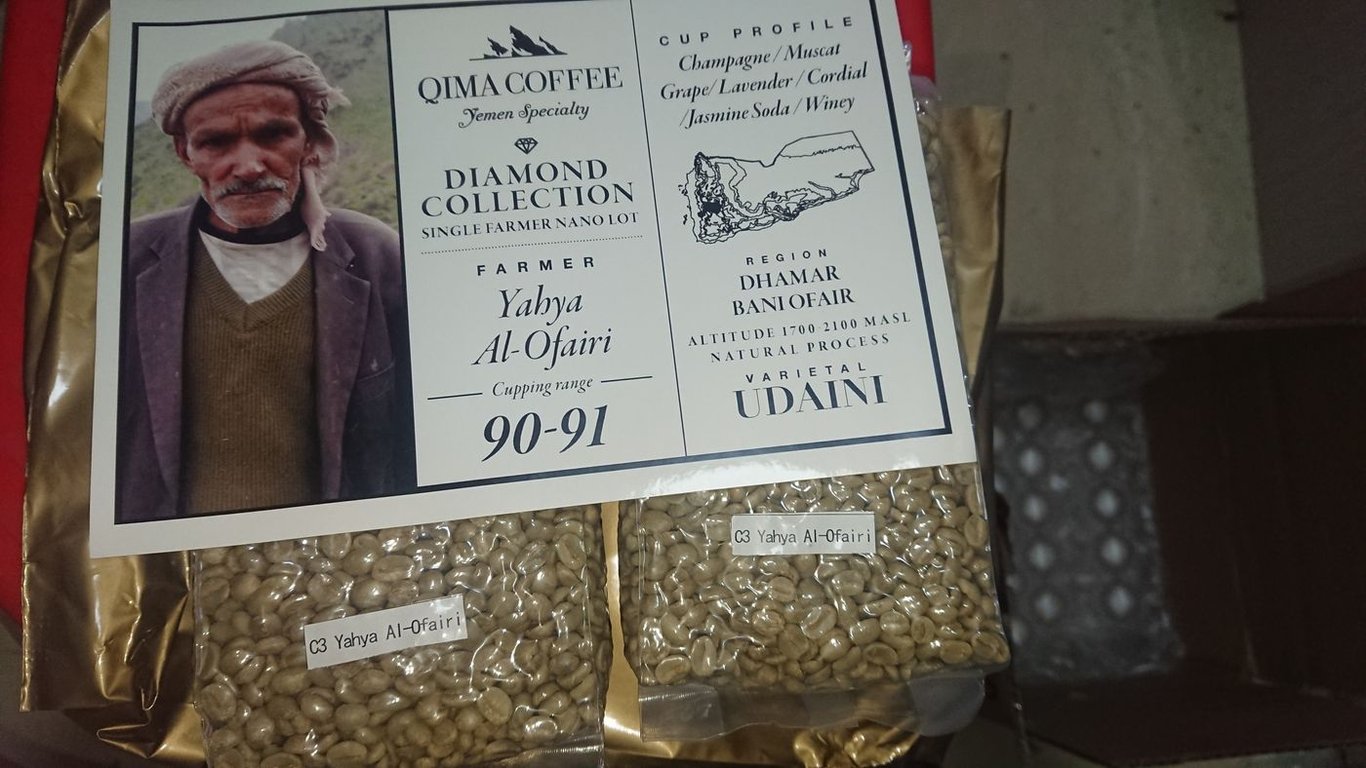 QIMA COFFEE
Yemen Specialty
DIAMOND
COLLECTION
SINGLE FARMER NANO LOT
FARMER
Yahya
Al-Ofairi
Cupping range
90-91
CUP PROFILE
Champagne / Muscat
Grape/ Lavender / Cordial
/Jasmine Soda / Winey
REGION
DHAMAR
BANI OFAIR
ALTITUDE 1700-2100 MASL
NATURAL PROCESS
VARIETAL
UDAINI
C3 Yahya Al-Ofairi
C3 Yahya Al-Ofairi